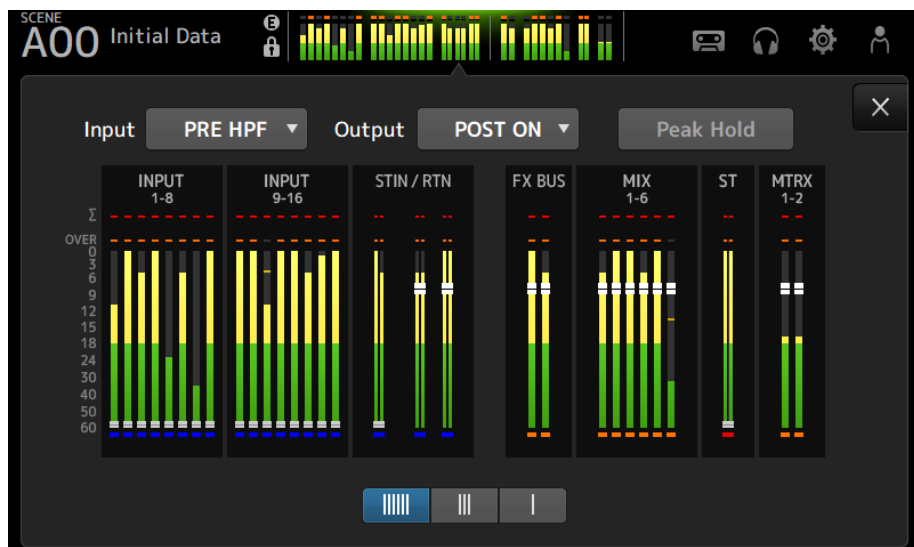 SCENE
A00 Initial Data
E
Input PRE HPF ▼ Output POST ON ▼ Peak Hold
INPUT INPUT STIN / RTN FX BUS MIX ST MTRX
1-8 9-16 1-6 1-2
Σ
OVER
0
3
6
9
12
15
18
24
30
40
50
60